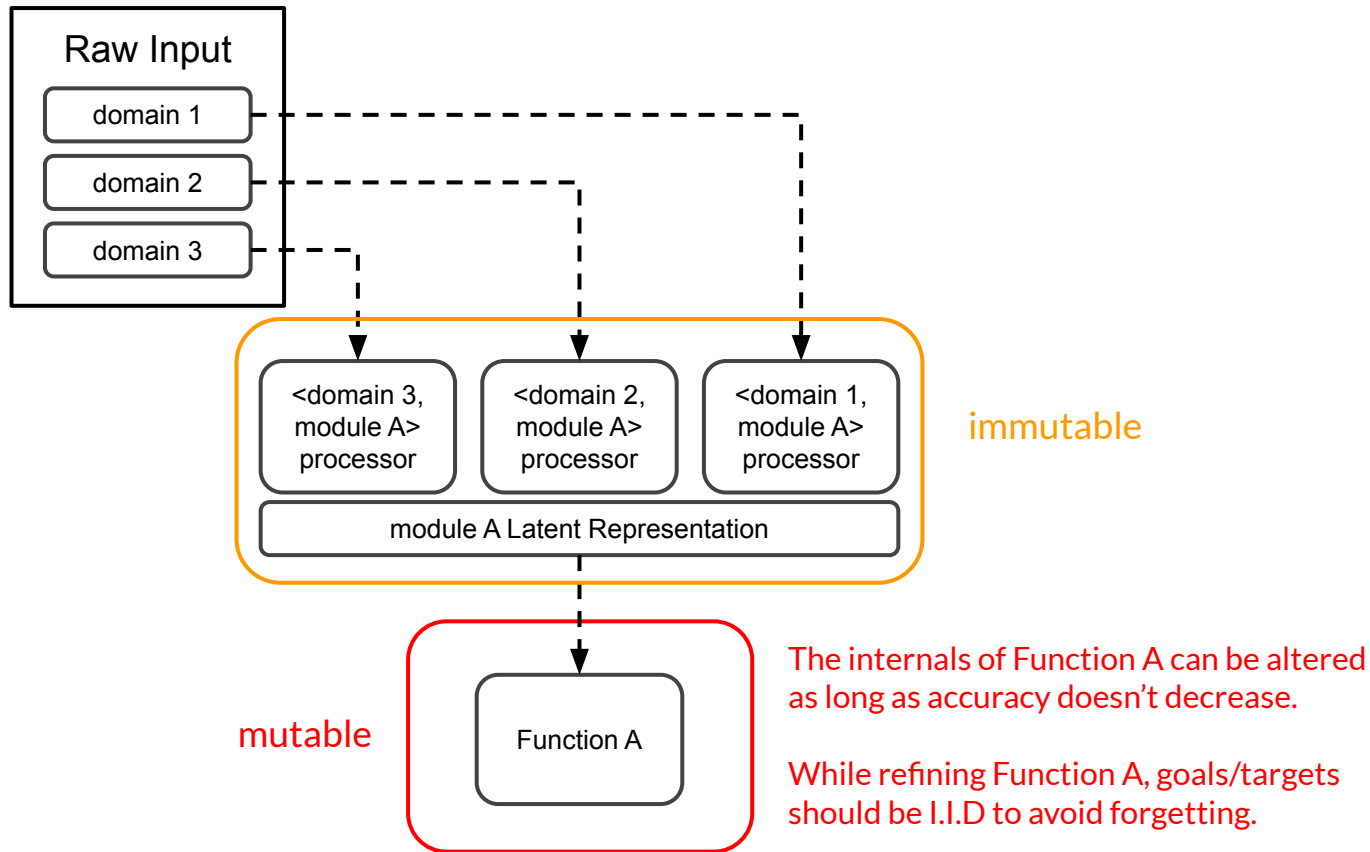 Raw Input
domain 1
domain 2
domain 3
<domain 3,
module A>
processor
<domain 2,
module A>
processor
<domain 1,
module A>
processor
immutable
module A Latent Representation
mutable
Function A
The internals of Function A can be altered
as long as accuracy doesn’t decrease.
While refining Function A, goals/targets
should be I.I.D to avoid forgetting.